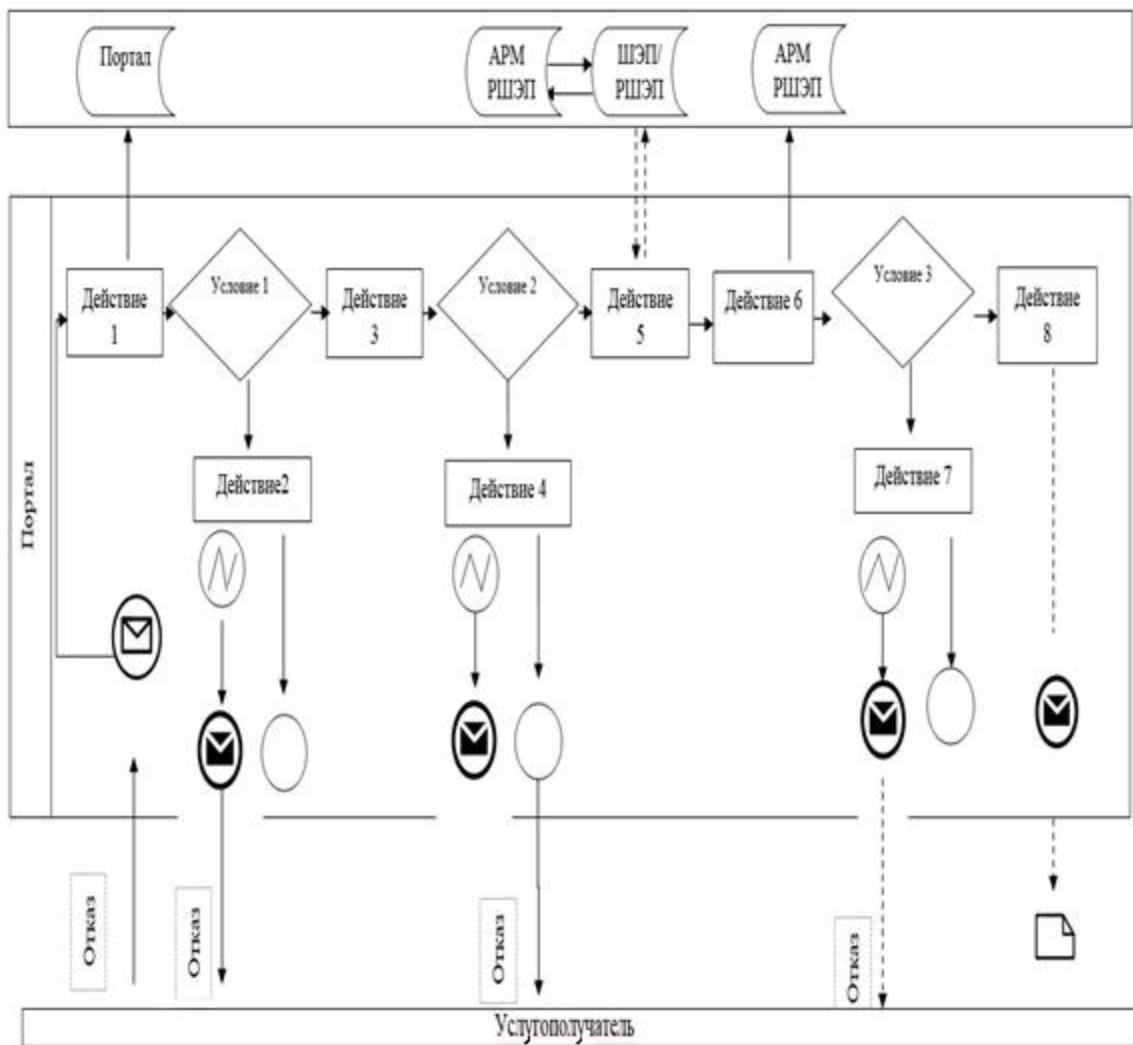 Портал
АРМ
РШЭП
ШЭП/
РШЭП
АРМ
РШЭП
Портал
Действие
1
Условие 1
Действие
3
Условие 2
Действие
5
Действие 6
Условие 3
Действие
8
Действие2
Действие 4
Действие 7
Отказ
Отказ
Отказ
Отказ
Услугополучатель